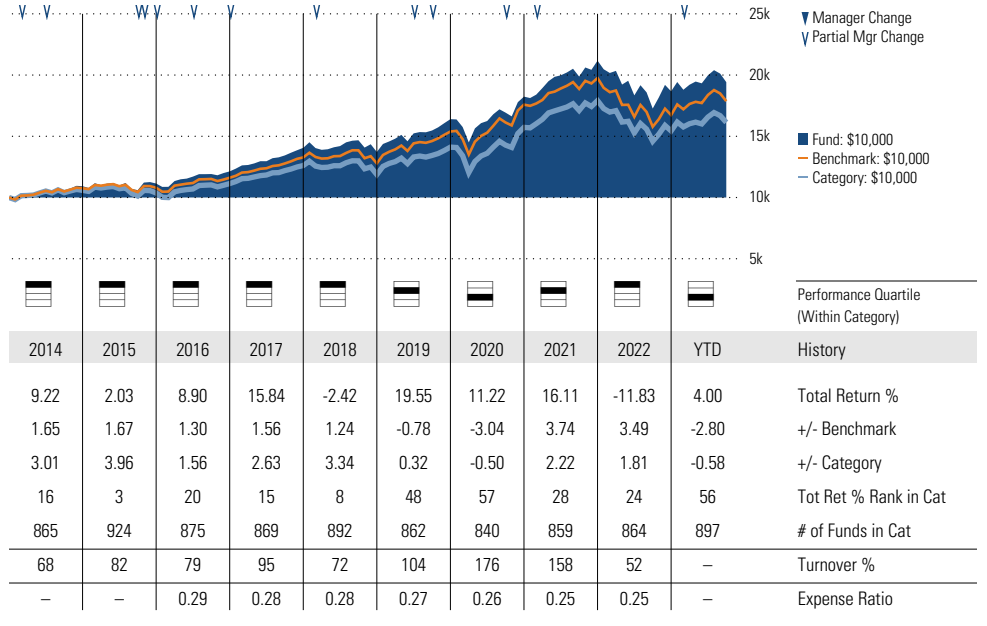 25k
Manager Change
Partial Mgr Change
20k
15k
Fund: $10,000
Benchmark: $10,000
Category: $10,000
10k
5k
Performance Quartile
(Within Category)
2014 2015 2016 2017 2018 2019 2020 2021 2022 YTD History
9.22 2.03 8.90 15.84 -2.42 19.55 11.22 16.11 -11.83 4.00 Total Return %
1.65 1.67 1.30 1.56 1.24 -0.78 -3.04 3.74 3.49 -2.80 +/- Benchmark
3.01 3.96 1.56 2.63 3.34 0.32 -0.50 2.22 1.81 -0.58 +/- Category
16 3 20 15 8 48 57 28 24 56 Tot Ret % Rank in Cat
865 924 875 869 892 862 840 859 864 897 # of Funds in Cat
68 82 79 95 72 104 176 158 52 – Turnover %
– – 0.29 0.28 0.28 0.27 0.26 0.25 0.25 – Expense Ratio